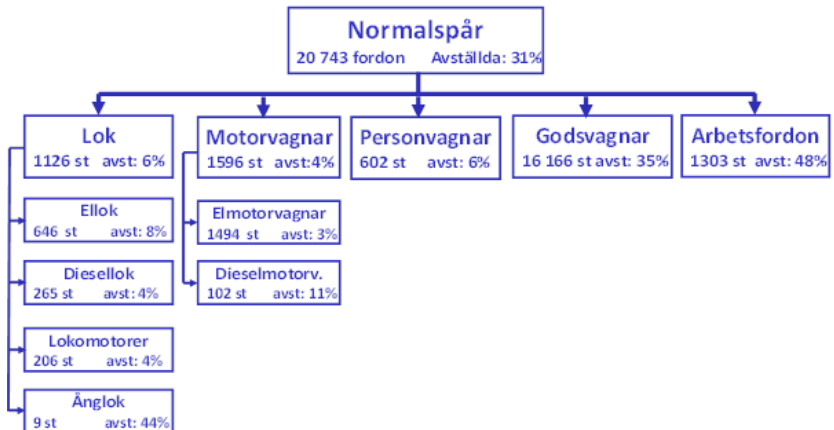 Normalspår
20 743 fordon Avställda: 31%
Lok
1126 st avst: 6%
Motorvagnar
1596 st avst:4%
Personvagnar
602 st avst: 6%
Godsvagnar
16 166 st avst: 35%
Arbetsfordon
1303 st avst: 48%
Ellok
646 st avst: 8%
Diesellok
265 st avst: 4%
Lokomotorer
206 st avst: 4%
Ånglok
9 st avst: 44%
Elmotorvagnar
1494 st avst: 3%
Dieselmotorv.
102 st avst: 11%